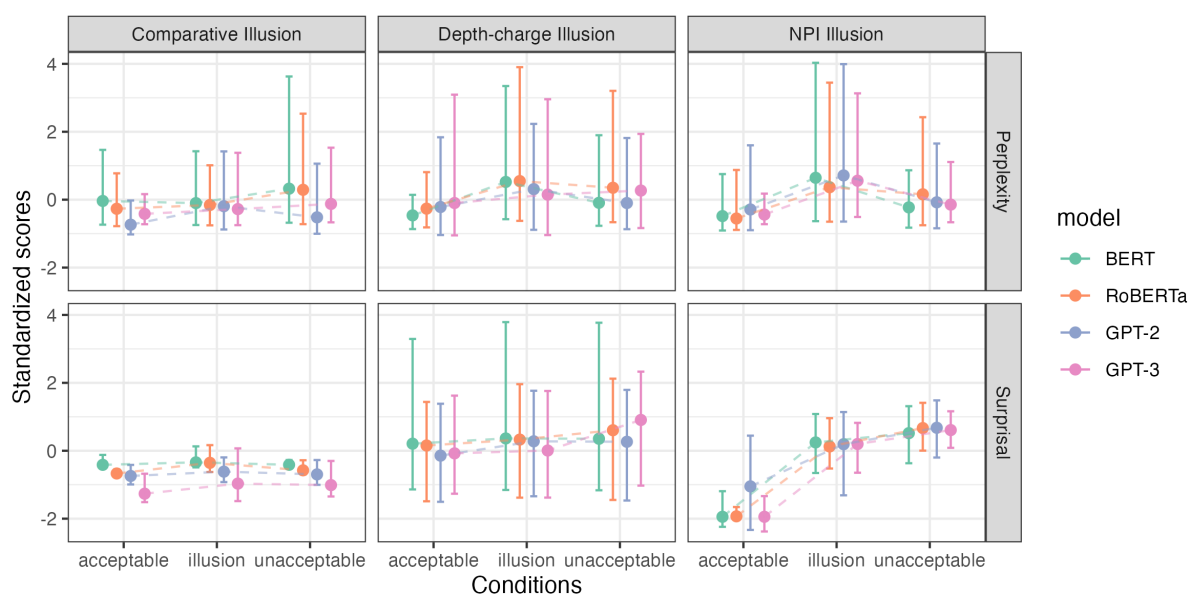 Comparative Illusion Depth-charge Illusion NPI Illusion
4
2
0
-2
Perplexity
4
2
0
-2
Surprisal
Standardized scores
acceptable illusion unacceptable acceptable illusion unacceptable acceptable illusion unacceptable
Conditions
model
BERT
RoBERTa
GPT-2
GPT-3